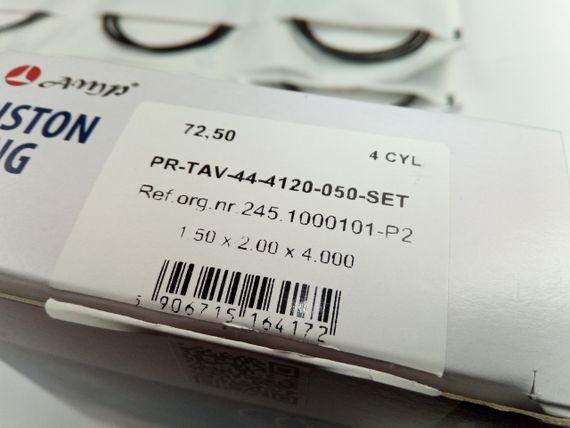 AMP
ISTON
NG
72,50
4 CYL
PR-TAV-44-4120-050-SET
Ref.org.nr.245.1000101-P2
1.50 x 2.00 x 4.000
5 906715 164172